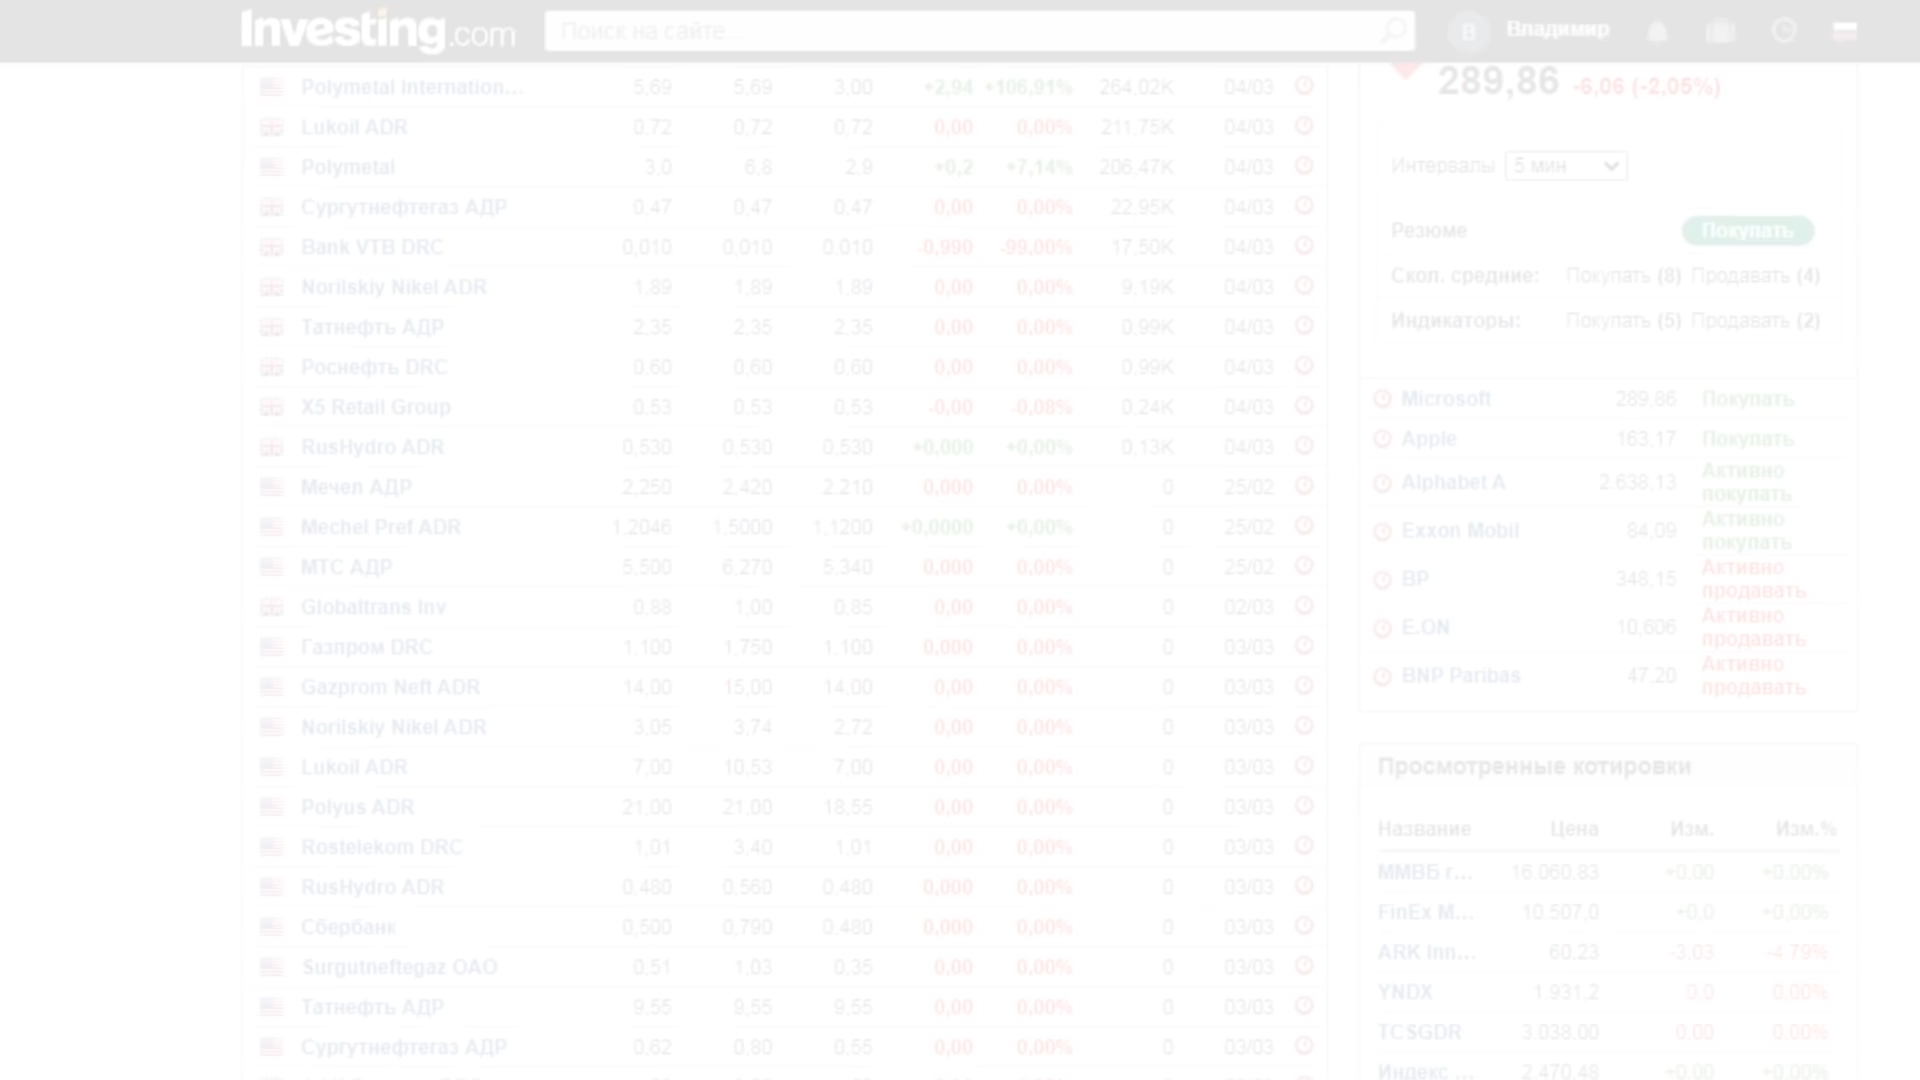 Investing.com
Поиск на сайте...
В Владимир
Polymetal Internation... 5,69 5,69 3,00 +2,94 +106,91% 264,02K 04/03
Lukoil ADR 0,72 0,72 0,72 0,00 0,00% 211,75K 04/03
Polymetal 3,0 6,8 2,9 +0,2 +7,14% 206,47K 04/03
Сургутнефтегаз АДР 0,47 0,47 0,47 0,00 0,00% 22,95K 04/03
Bank VTB DRC 0,010 0,010 0,010 -0,990 -99,00% 17,50K 04/03
Norilskiy Nikel ADR 1,89 1,89 1,89 0,00 0,00% 9,19K 04/03
Татнефть АДР 2,35 2,35 2,35 0,00 0,00% 0,99K 04/03
Роснефть DRC 0,60 0,60 0,60 0,00 0,00% 0,99K 04/03
X5 Retail Group 0,53 0,53 0,53 -0,00 -0,08% 0,24K 04/03
RusHydro ADR 0,530 0,530 0,530 +0,000 +0,00% 0,13K 04/03
Мечел АДР 2,250 2,420 2,210 0,000 0,00% 0 25/02
Mechel Pref ADR 1,2046 1,5000 1,1200 +0,0000 +0,00% 0 25/02
МТС АДР 5,500 6,270 5,340 0,000 0,00% 0 25/02
Globaltrans Inv 0,88 1,00 0,85 0,00 0,00% 0 02/03
Газпром DRC 1,100 1,750 1,100 0,000 0,00% 0 03/03
Gazprom Neft ADR 14,00 15,00 14,00 0,00 0,00% 0 03/03
Norilskiy Nikel ADR 3,05 3,74 2,72 0,00 0,00% 0 03/03
Lukoil ADR 7,00 10,53 7,00 0,00 0,00% 0 03/03
Polyus ADR 21,00 21,00 18,55 0,00 0,00% 0 03/03
Rostelekom DRC 1,01 3,40 1,01 0,00 0,00% 0 03/03
RusHydro ADR 0,480 0,560 0,480 0,000 0,00% 0 03/03
Сбербанк 0,500 0,790 0,480 0,000 0,00% 0 03/03
Surgutneftegaz OAO 0,51 1,03 0,35 0,00 0,00% 0 03/03
Татнефть АДР 9,55 9,55 9,55 0,00 0,00% 0 03/03
Сургутнефтегаз АДР 0,62 0,80 0,55 0,00 0,00% 0 03/03
289,86 -6,06 (-2,05%)
Интервалы 5 мин
Резюме Покупать
Скол. средние: Покупать (8) Продавать (4)
Индикаторы: Покупать (5) Продавать (2)
Microsoft 289,86 Покупать
Apple 163,17 Покупать
Alphabet A 2.638,13 Активно
покупать
Exxon Mobil 84,09 Активно
покупать
BP 348,15 Активно
продавать
E.ON 10,606 Активно
продавать
BNP Paribas 47,20 Активно
продавать
Просмотренные котировки
Название Цена Изм. Изм.%
ММВБ г... 16.060,83 +0,00 +0,00%
FinEx M... 10.507,0 +0,0 +0,00%
ARK Inn... 60,23 -3,03 -4,79%
YNDX 1.931,2 0,0 0,00%
TCSGDR 3.038,00 0,00 0,00%
Индекс ... 2.470,48 +0,00 +0,00%